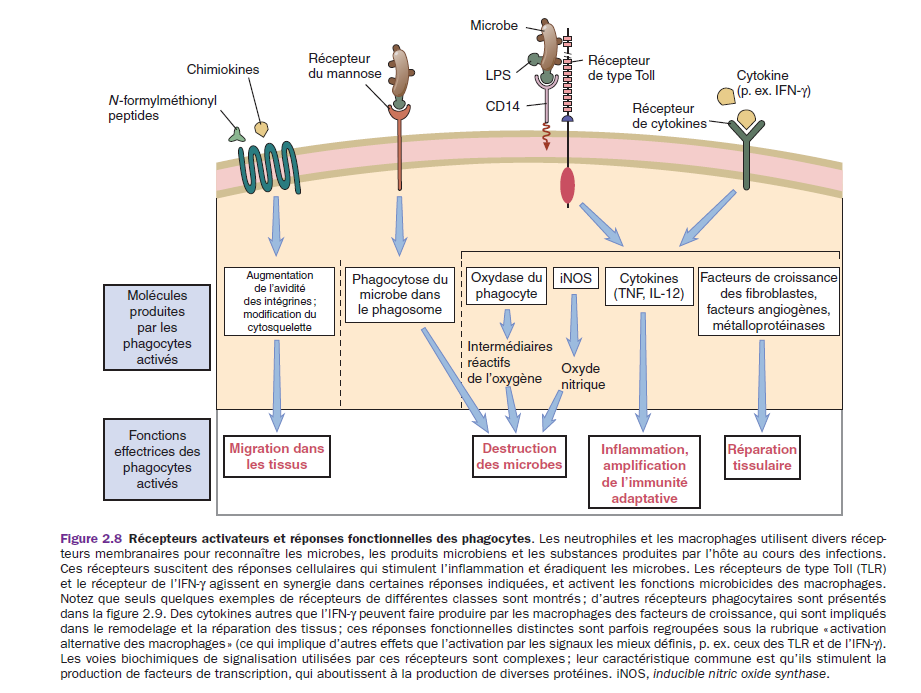 Microbe
Récepteur
du mannose
Chimiokines
LPS
Récepteur
de type Toll
Cytokine
(p. ex. IFN-γ)
N-formylméthionyl
peptides
CD14
Récepteur
de cytokines
Molécules
produites
par les
phagocytes
activés
Augmentation
de l'avidité
des intégrines ;
modification du
cytosquelette
Phagocytose du
microbe dans
le phagosome
Oxydase du
phagocyte
iNOS
Cytokines
(TNF, IL-12)
Facteurs de croissance
des fibroblastes,
facteurs angiogènes,
métalloprotéinases
Intermédiaires
réactifs
de l'oxygène
Oxyde
nitrique
Fonctions
effectrices des
phagocytes
activés
Migration dans
les tissus
Destruction
des microbes
Inflammation,
amplification
de l'immunité
adaptative
Réparation
tissulaire
Figure 2.8 Récepteurs activateurs et réponses fonctionnelles des phagocytes. Les neutrophiles et les macrophages utilisent divers récep-
teurs membranaires pour reconnaître les microbes, les produits microbiens et les substances produites par l'hôte au cours des infections.
Ces récepteurs suscitent des réponses cellulaires qui stimulent l'inflammation et éradiquent les microbes. Les récepteurs de type Toll (TLR)
et le récepteur de l'IFN-γ agissent en synergie dans certaines réponses indiquées, et activent les fonctions microbicides des macrophages.
Notez que seuls quelques exemples de récepteurs de différentes classes sont montrés ; d'autres récepteurs phagocytaires sont présentés
dans la figure 2.9. Des cytokines autres que l'IFN-γ peuvent faire produire par les macrophages des facteurs de croissance, qui sont impliqués
dans le remodelage et la réparation des tissus ; ces réponses fonctionnelles distinctes sont parfois regroupées sous la rubrique «activation
alternative des macrophages» (ce qui implique d'autres effets que l'activation par les signaux les mieux définis, p. ex. ceux des TLR et de l'IFN-γ).
Les voies biochimiques de signalisation utilisées par ces récepteurs sont complexes ; leur caractéristique commune est qu'ils stimulent la
production de facteurs de transcription, qui aboutissent à la production de diverses protéines. iNOS, inducible nitric oxide synthase.